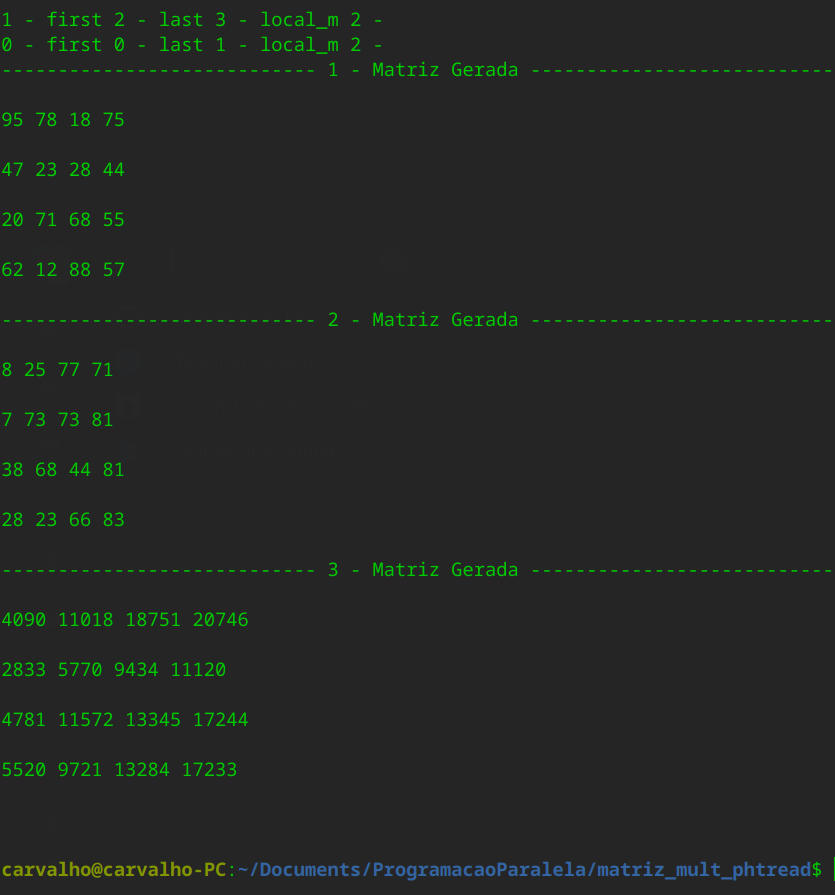 1 - first 2 - last 3 - local_m 2 -
0 - first 0 - last 1 - local_m 2 -
---------------------------- 1 - Matriz Gerada ---------------------------
95 78 18 75
47 23 28 44
20 71 68 55
62 12 88 57
---------------------------- 2 - Matriz Gerada ---------------------------
8 25 77 71
7 73 73 81
38 68 44 81
28 23 66 83
---------------------------- 3 - Matriz Gerada ---------------------------
4090 11018 18751 20746
2833 5770 9434 11120
4781 11572 13345 17244
5520 9721 13284 17233
carvalho@carvalho-PC:~/Documents/ProgramacaoParalela/matriz_mult_phtread$